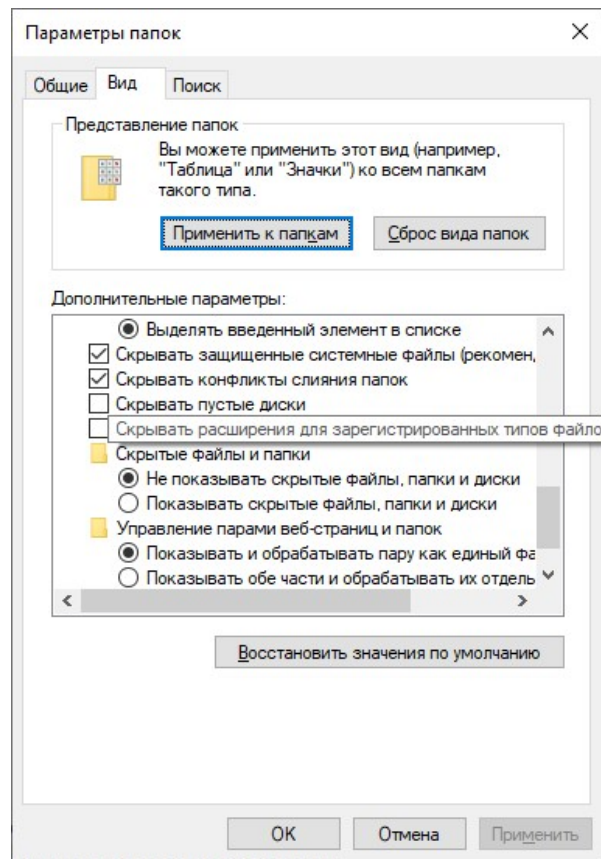 Параметры папок
Общие Вид Поиск
Представление папок
Вы можете применить этот вид (например,
"Таблица" или "Значки") ко всем папкам
такого типа.
Применить к папкам Сброс вида папок
Дополнительные параметры:
Выделять введенный элемент в списке
Скрывать защищенные системные файлы (рекомен,
Скрывать конфликты слияния папок
Скрывать пустые диски
Скрывать расширения для зарегистрированных типов файло
Скрытые файлы и папки
Не показывать скрытые файлы, папки и диски
Показывать скрытые файлы, папки и диски
Управление парами веб-страниц и папок
Показывать и обрабатывать пару как единый фа
Показывать обе части и обрабатывать их отдель
Восстановить значения по умолчанию
OK Отмена Применить